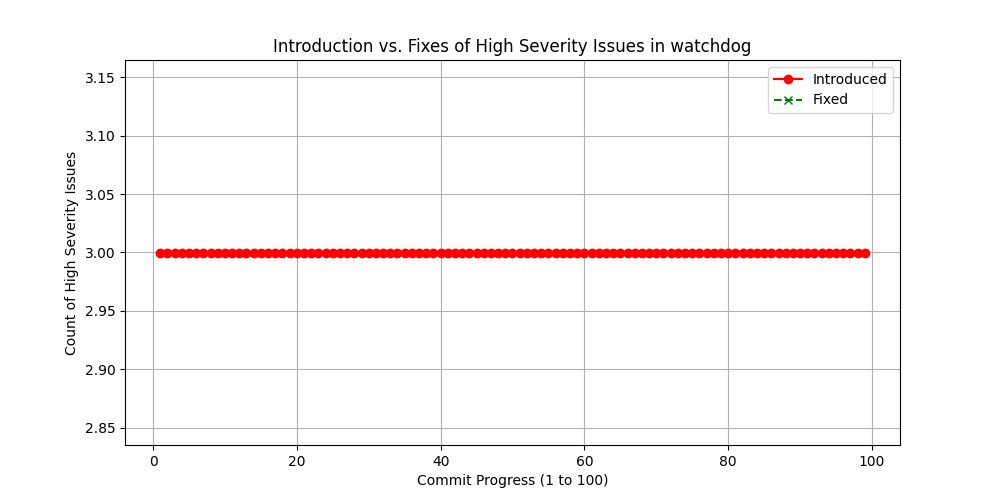 Introduction vs. Fixes of High Severity Issues in watchdog
Introduced
Fixed
Count of High Severity Issues
3.15
3.10
3.05
3.00
2.95
2.90
2.85
0 20 40 60 80 100
Commit Progress (1 to 100)